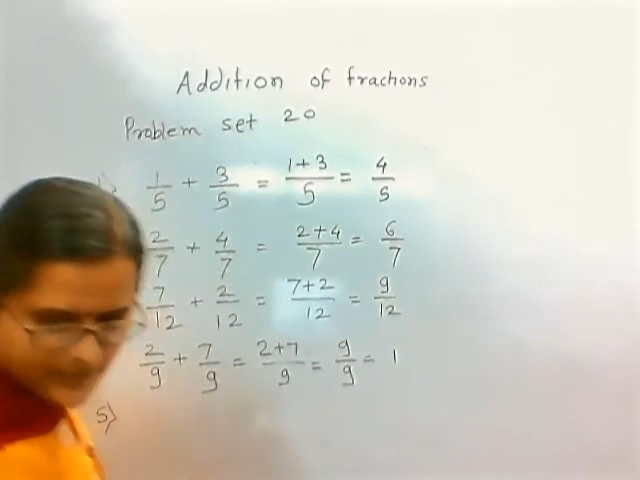 Addition of frachons
Problem set 20
1) 1/5 + 3/5 = 1+3/5 = 4/5
2/7 + 4/7 = 2+4/7 = 6/7
7/12 + 2/12 = 7+2/12 = 9/12
2/9 + 7/9 = 2+7/9 = 9/9 = 1
5)